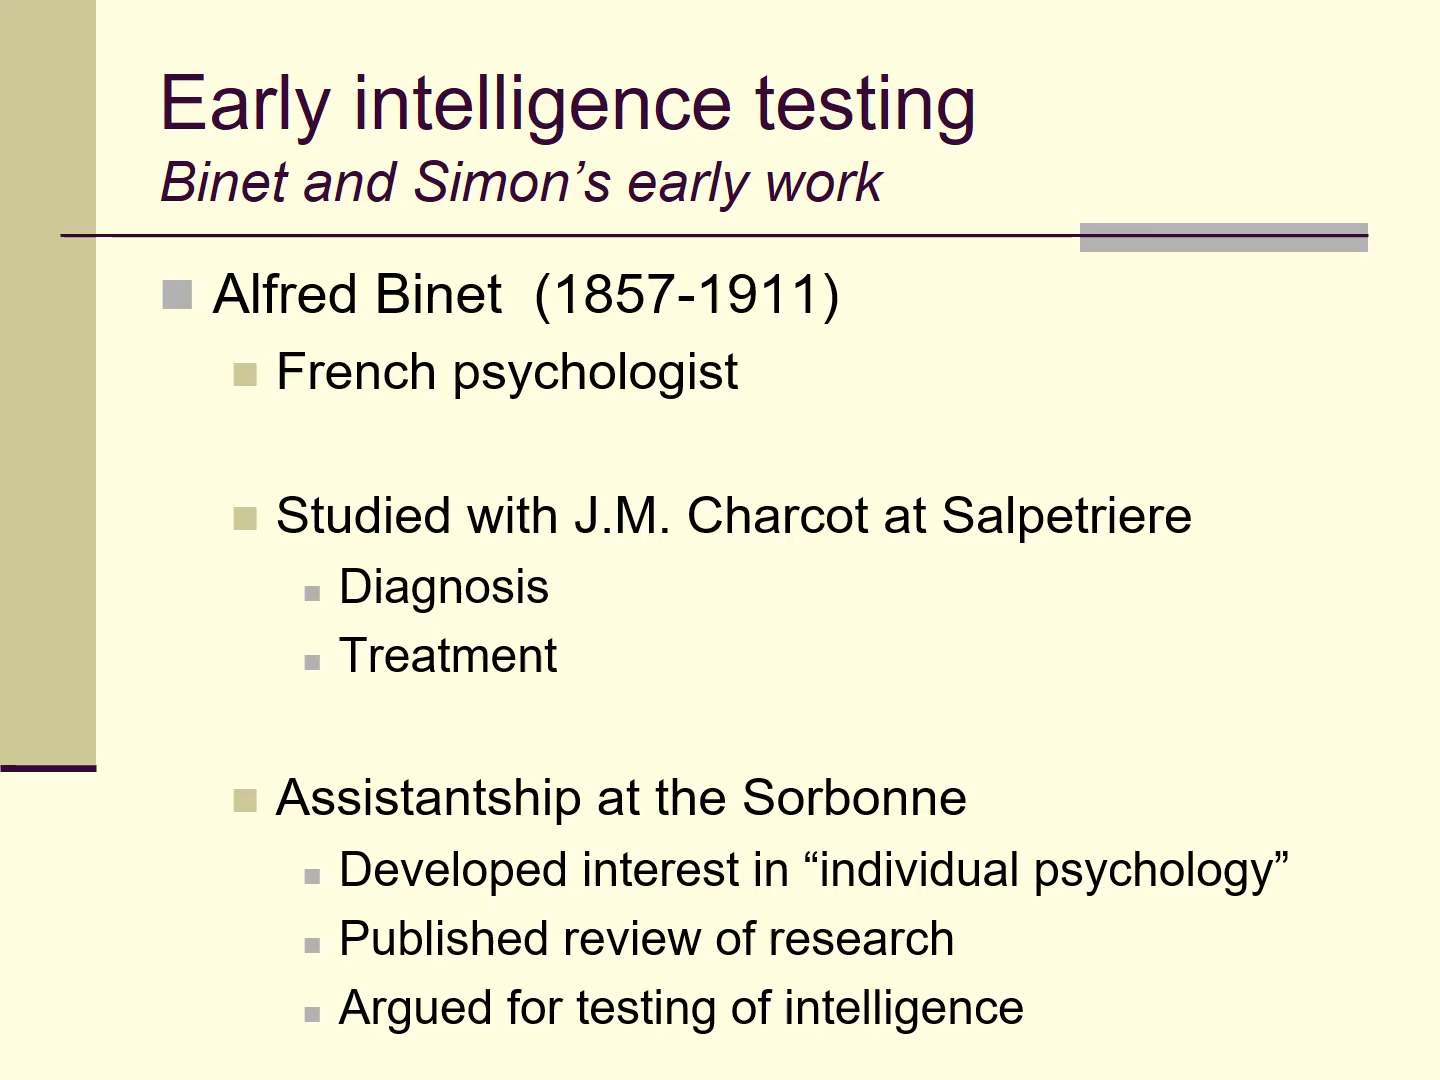 Early intelligence testing
Binet and Simon’s early work
Alfred Binet  (1857-1911)
French psychologist
Studied with J.M. Charcot at Salpetriere
Diagnosis
Treatment
Assistantship at the Sorbonne
Developed interest in “individual psychology”
Published review of research
Argued for testing of intelligence